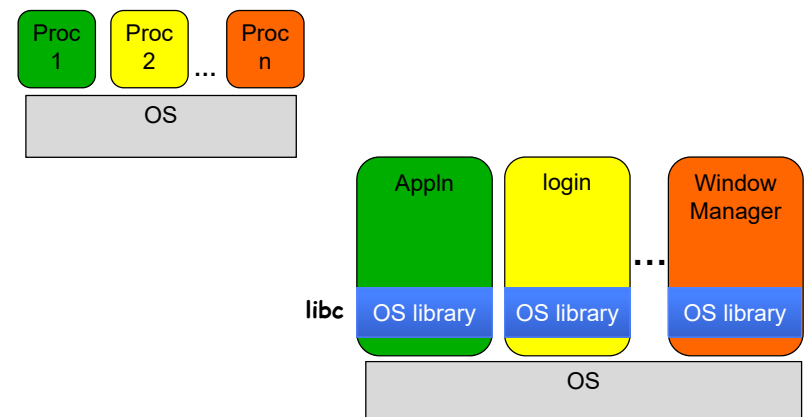 Proc
1
Proc
2
...
Proc
n
OS
Appln
login
...
Window
Manager
libc
OS library
OS library
OS library
OS